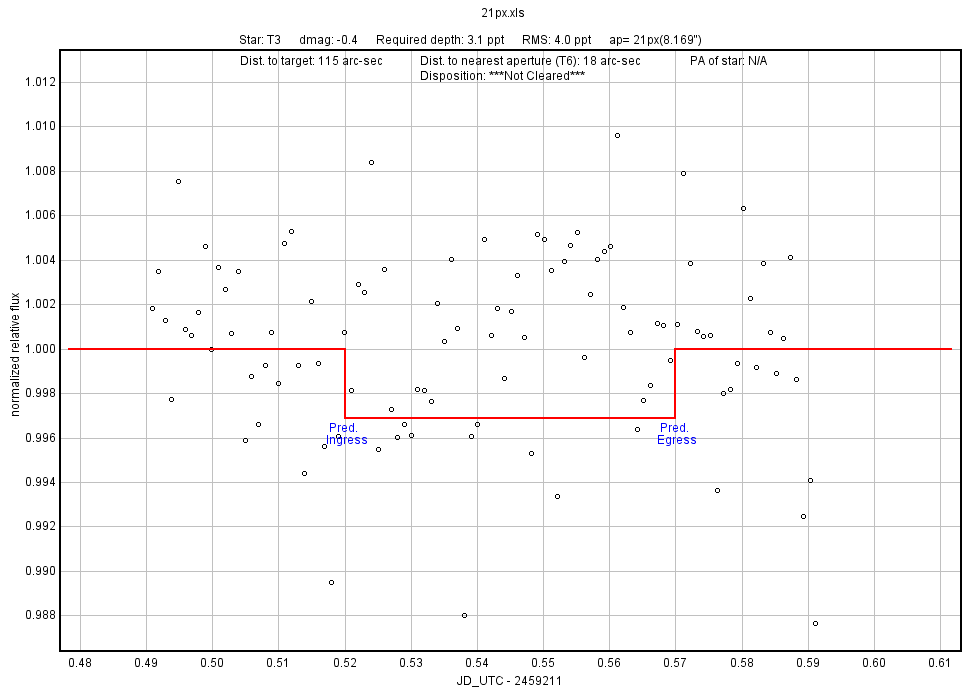 21px.xls
Star: T3 dmag: -0.4 Required depth: 3.1 ppt RMS: 4.0 ppt ap= 21px(8.169")
Dist. to target: 115 arc-sec Dist. to nearest aperture (T6): 18 arc-sec PA of star: N/A
Disposition: ***Not Cleared***
1.012
1.010
1.008
1.006
1.004
1.002
1.000
0.998
0.996
0.994
0.992
0.990
0.988
normalized relative flux
Pred. Pred.
Ingress Egress
0.48 0.49 0.50 0.51 0.52 0.53 0.54 0.55 0.56 0.57 0.58 0.59 0.60 0.61
JD_UTC - 2459211